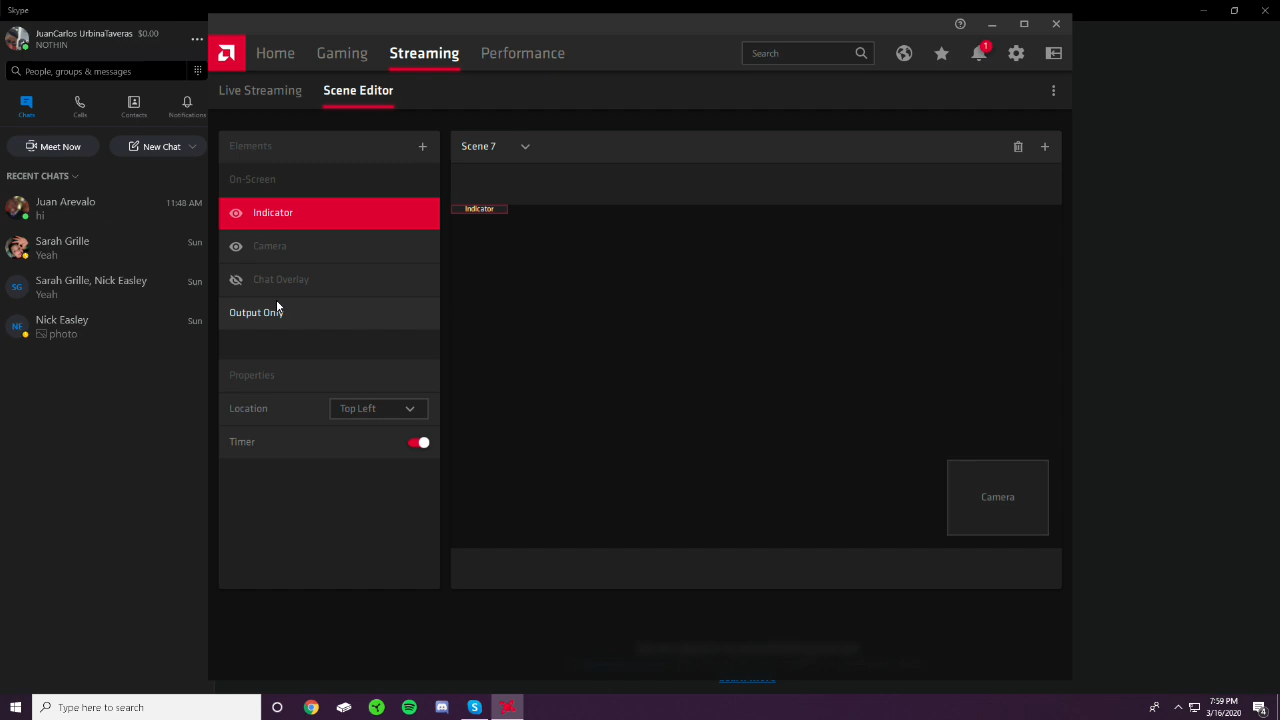 Skype
JuanCarlos UrbinaTaveras $0.00
NOTHIN
People, groups & messages
Chats
Calls
Contacts
Notifications
Meet Now
New Chat
RECENT CHATS
Juan Arevalo
11:48 AM
hi
Sarah Grille
Sun
Yeah
SG
Sarah Grille, Nick Easley
Sun
Yeah
NE
Nick Easley
Sun
photo
Home
Gaming
Streaming
Performance
Search
1
Live Streaming
Scene Editor
Elements
On-Screen
Indicator
Camera
Chat Overlay
Output Only
Properties
Location
Top Left
Timer
Scene 7
Indicator
Camera
Type here to search
7:59 PM
3/16/2020
4